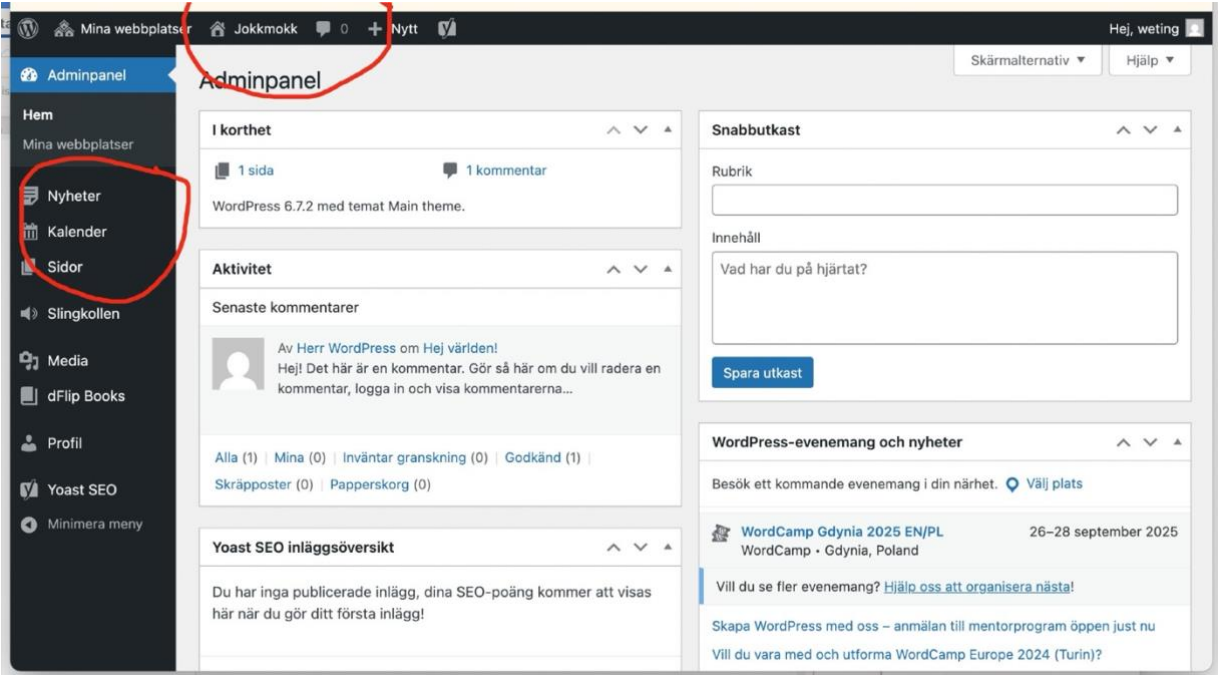 Mina webbplatser Jokkmokk 0 + Nytt Hej, weting
Skärmalternativ Hjälp
Adminpanel
Hem
Mina webbplatser
Nyheter
Kalender
Sidor
Slingkollen
Media
dFlip Books
Profil
Yoast SEO
Minimera meny
Adminpanel
I korthet
1 sida 1 kommentar
WordPress 6.7.2 med temat Main theme.
Aktivitet
Senaste kommentarer
Av Herr WordPress om Hej världen!
Hej! Det här är en kommentar. Gör så här om du vill radera en
kommentar, logga in och visa kommentarerna...
Alla (1) | Mina (0) | Inväntar granskning (0) | Godkänd (1) |
Skräpposter (0) | Papperskorg (0)
Yoast SEO inläggsöversikt
Du har inga publicerade inlägg, dina SEO-poäng kommer att visas
här när du gör ditt första inlägg!
Snabbutkast
Rubrik
Innehåll
Vad har du på hjärtat?
Spara utkast
WordPress-evenemang och nyheter
Besök ett kommande evenemang i din närhet. Välj plats
WordCamp Gdynia 2025 EN/PL 26–28 september 2025
WordCamp • Gdynia, Poland
Vill du se fler evenemang? Hjälp oss att organisera nästa!
Skapa WordPress med oss – anmälan till mentorprogram öppen just nu
Vill du vara med och utforma WordCamp Europe 2024 (Turin)?